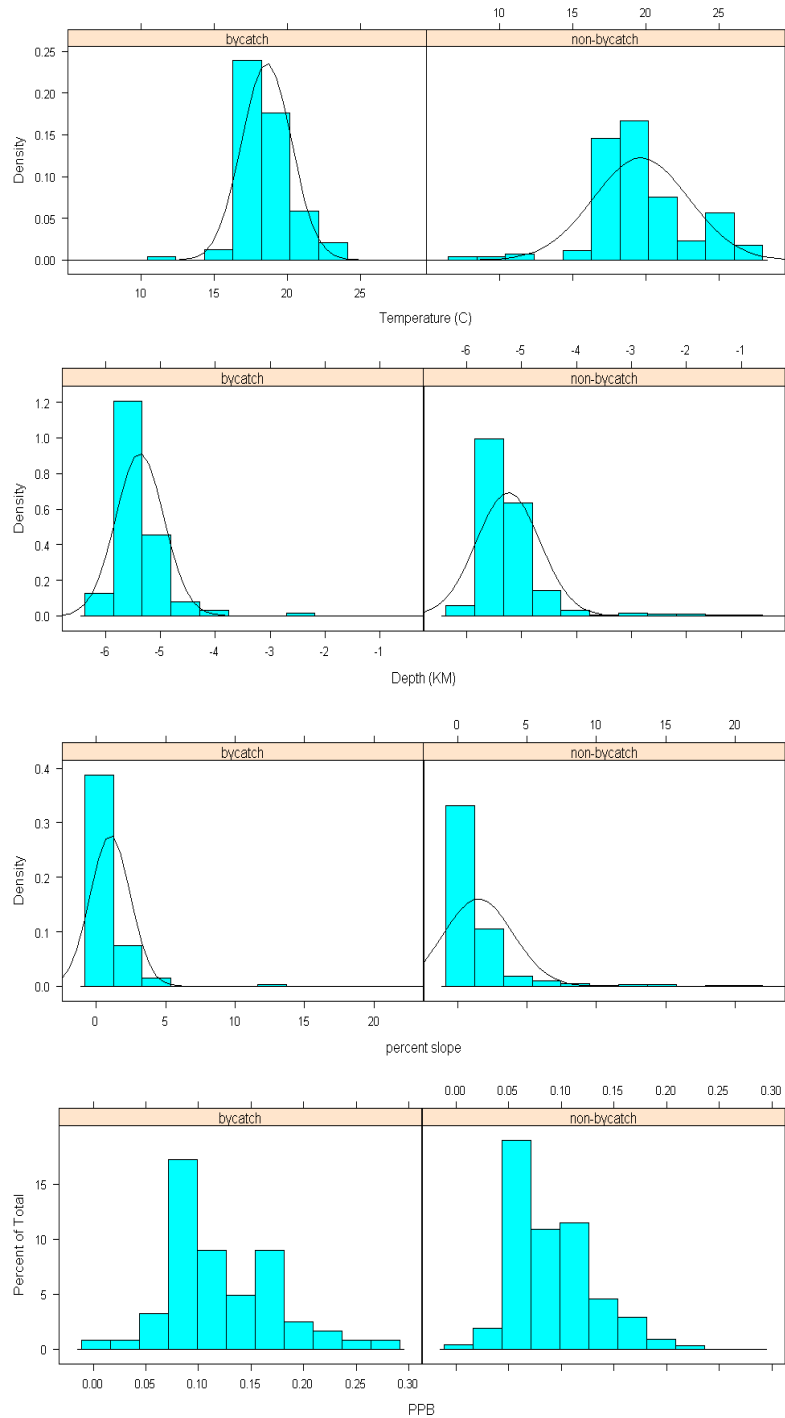 10 15 20 25
bycatch non-bycatch
0.25
0.20
0.15
0.10
0.05
0.00
Density
10 15 20 25
Temperature (C)
-6 -5 -4 -3 -2 -1
bycatch non-bycatch
1.2
1.0
0.8
0.6
0.4
0.2
0.0
Density
-6 -5 -4 -3 -2 -1
Depth (KM)
0 5 10 15 20
bycatch non-bycatch
0.4
0.3
0.2
0.1
0.0
Density
0 5 10 15 20
percent slope
0.00 0.05 0.10 0.15 0.20 0.25 0.30
bycatch non-bycatch
15
10
5
0
Percent of Total
0.00 0.05 0.10 0.15 0.20 0.25 0.30
PPB